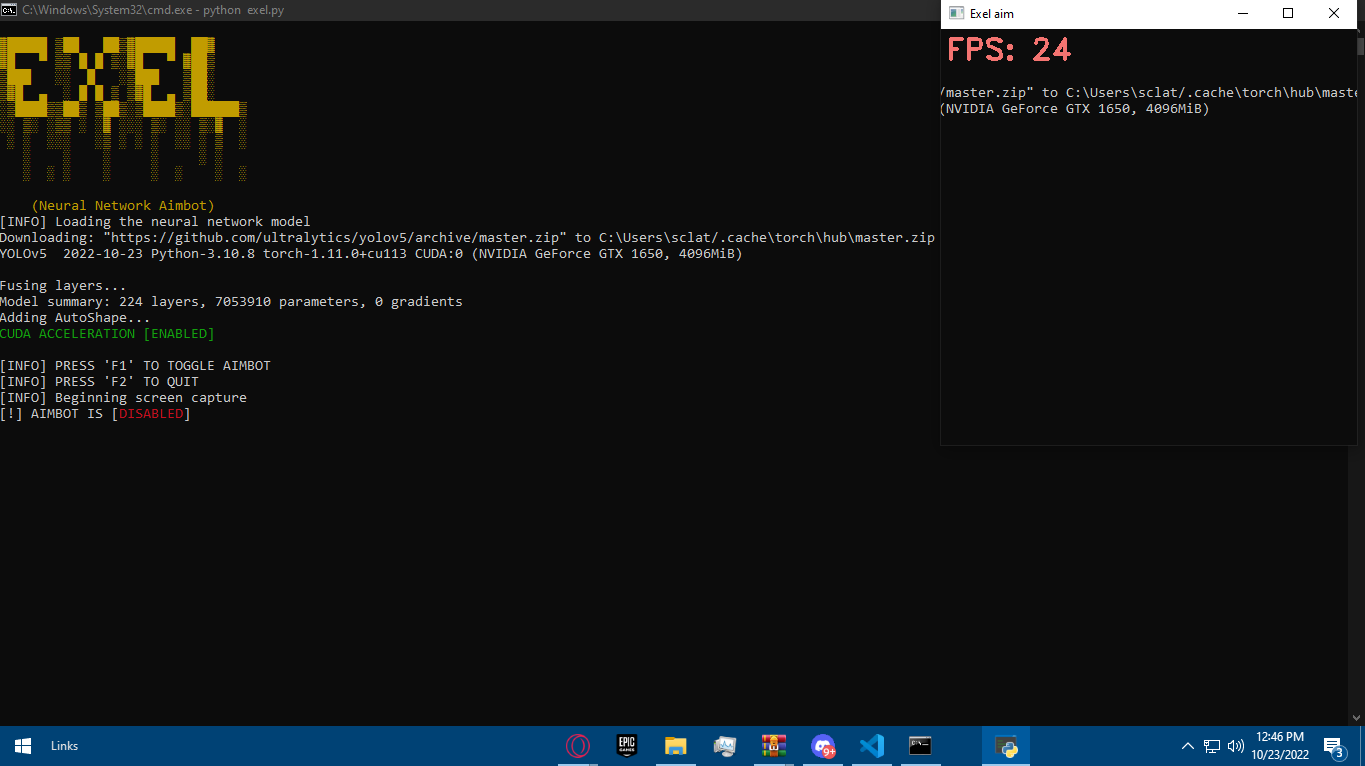 C:\Windows\System32\cmd.exe - python  exel.py
EXEL
(Neural Network Aimbot)
[INFO] Loading the neural network model
Downloading: "https://github.com/ultralytics/yolov5/archive/master.zip" to C:\Users\sclat/.cache\torch\hub\master.zip
YOLOv5  2022-10-23 Python-3.10.8 torch-1.11.0+cu113 CUDA:0 (NVIDIA GeForce GTX 1650, 4096MiB)
Fusing layers...
Model summary: 224 layers, 7053910 parameters, 0 gradients
Adding AutoShape...
CUDA ACCELERATION [ENABLED]
[INFO] PRESS 'F1' TO TOGGLE AIMBOT
[INFO] PRESS 'F2' TO QUIT
[INFO] Beginning screen capture
[!] AIMBOT IS [DISABLED]
Exel aim
FPS: 24
/master.zip" to C:\Users\sclat/.cache\torch\hub\maste
(NVIDIA GeForce GTX 1650, 4096MiB)
Links
EPIC
GAMES
9+
12:46 PM
10/23/2022
3